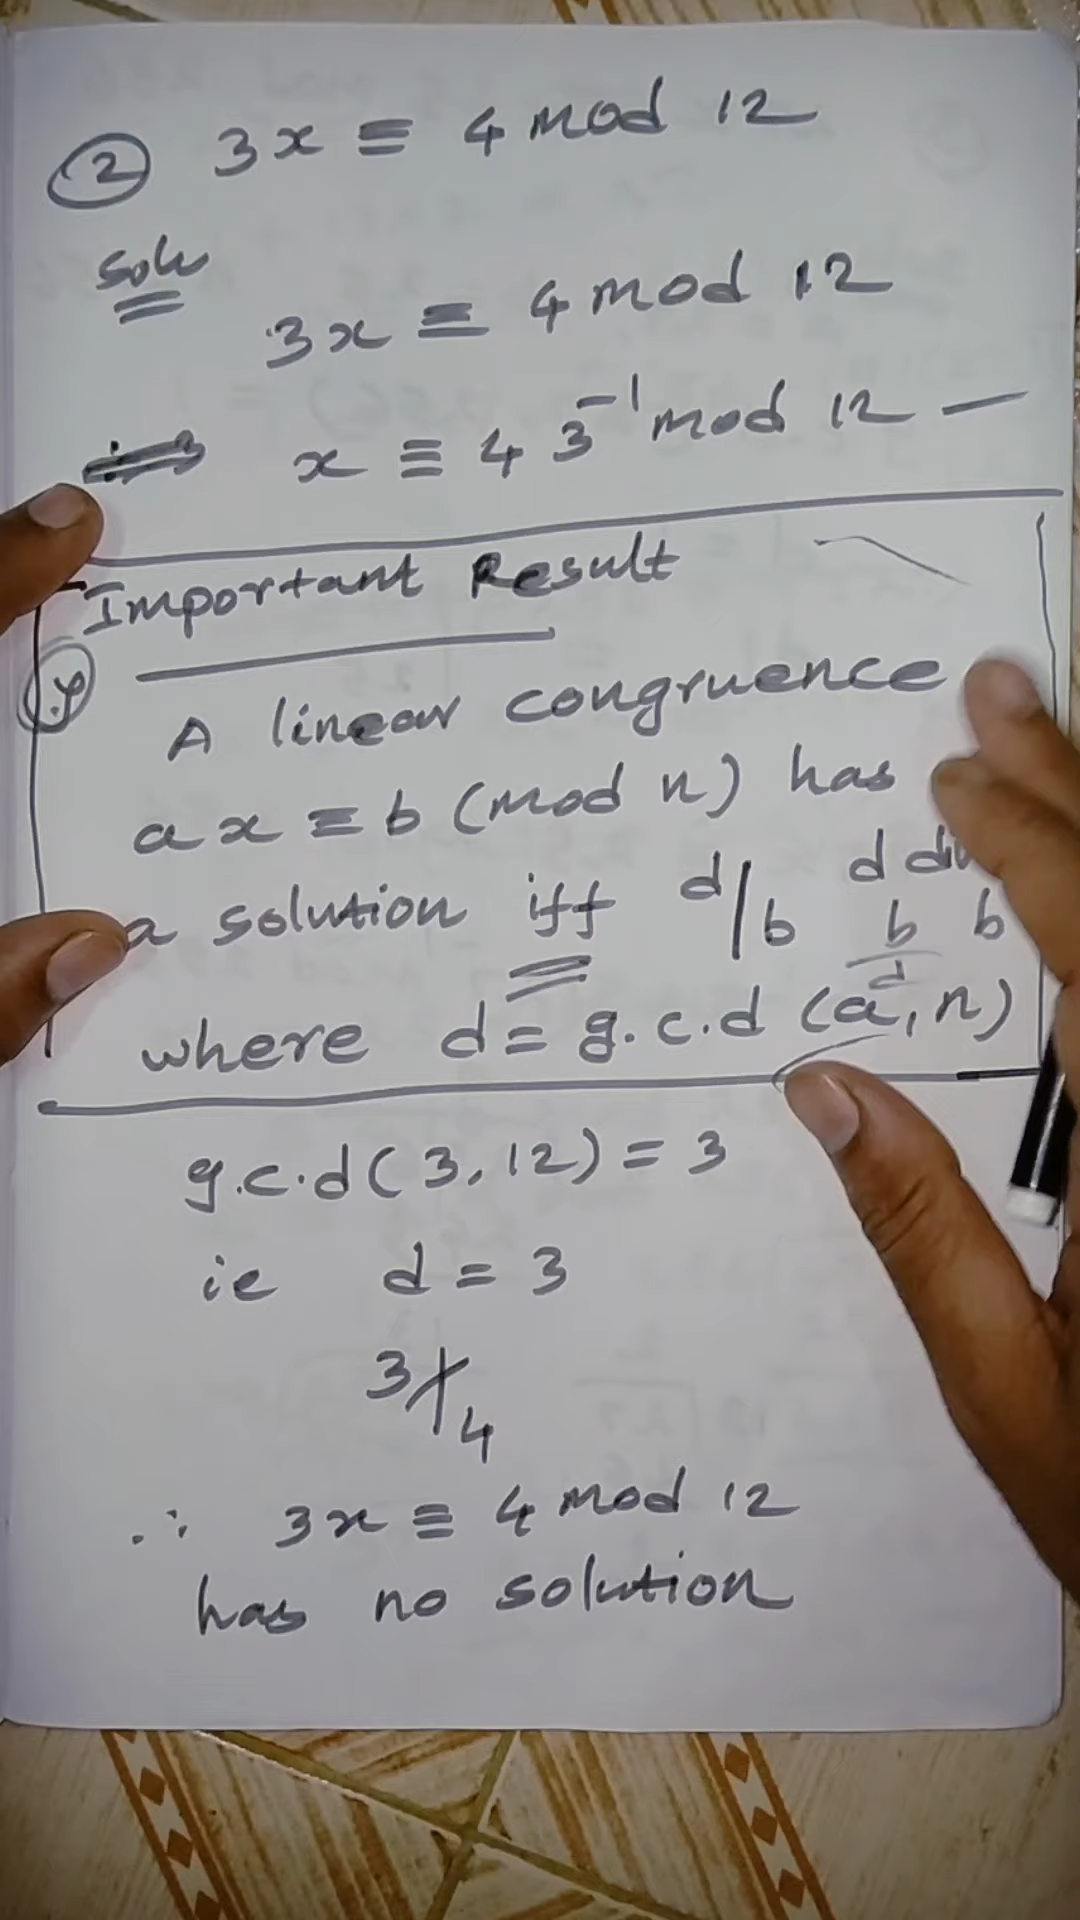 ② 3x ≡ 4 mod 12
Soln
3x ≡ 4 mod 12
x ≡ 4 3⁻¹ mod 12 —
Important Result
A linear congruence
ax ≡ b (mod n) has
a solution iff d/b d b/d b
where d = g.c.d (a, n)
g.c.d (3, 12) = 3
ie d = 3
3∤4
∴ 3x ≡ 4 mod 12
has no solution